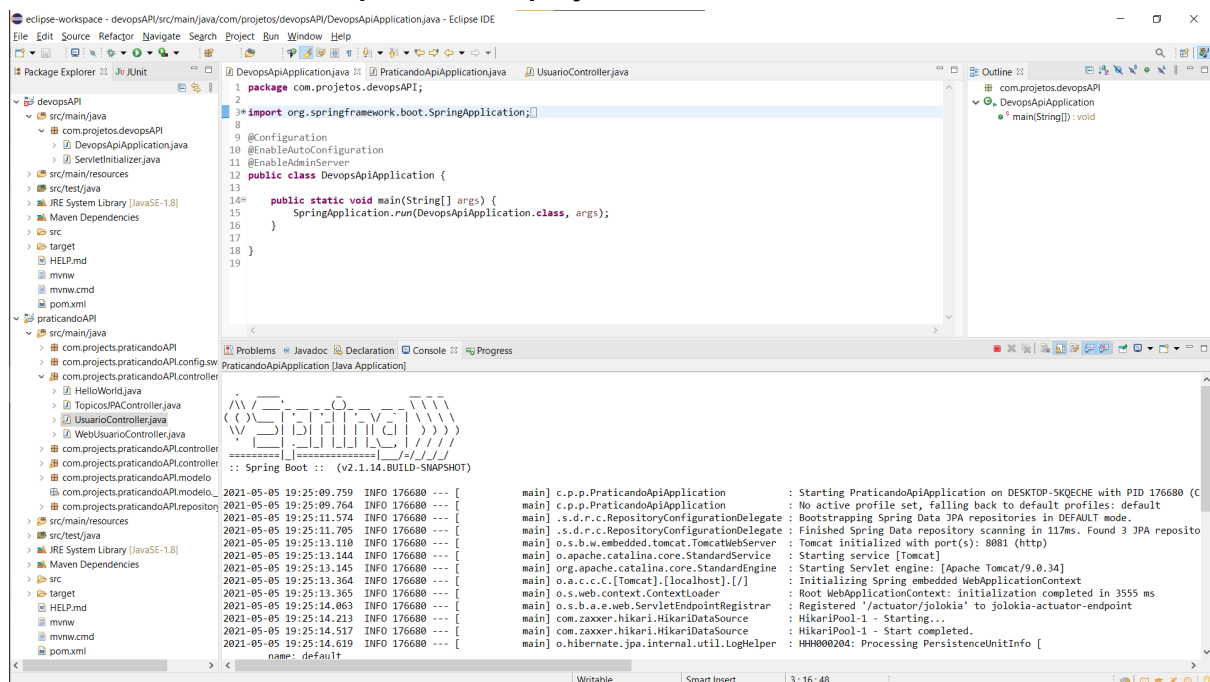 eclipse-workspace - devopsAPI/src/main/java/com/projetos/devopsAPI/DevopsApiApplication.java - Eclipse IDE
File Edit Source Refactor Navigate Search Project Run Window Help
Package Explorer JUnit
devopsAPI
src/main/java
com.projetos.devopsAPI
DevopsApiApplication.java
ServletInitializer.java
src/main/resources
src/test/java
JRE System Library [JavaSE-1.8]
Maven Dependencies
src
target
HELP.md
mvnw
mvnw.cmd
pom.xml
praticandoAPI
src/main/java
com.projects.praticandoAPI
com.projects.praticandoAPI.config.sw
com.projects.praticandoAPI.controller
HelloWorld.java
TopicosJPAController.java
UsuarioController.java
WebUsuarioController.java
com.projects.praticandoAPI.controller
com.projects.praticandoAPI.controller
com.projects.praticandoAPI.modelo
com.projects.praticandoAPI.modelo._
com.projects.praticandoAPI.repository
src/main/resources
src/test/java
JRE System Library [JavaSE-1.8]
Maven Dependencies
src
target
HELP.md
mvnw
mvnw.cmd
pom.xml
DevopsApiApplication.java PraticandoApiApplication.java UsuarioController.java
1 package com.projetos.devopsAPI;
2
3 import org.springframework.boot.SpringApplication;
8
9 @Configuration
10 @EnableAutoConfiguration
11 @EnableAdminServer
12 public class DevopsApiApplication {
13
14 public static void main(String[] args) {
15 SpringApplication.run(DevopsApiApplication.class, args);
16 }
17
18 }
19
Outline
com.projetos.devopsAPI
DevopsApiApplication
main(String[]) : void
Problems Javadoc Declaration Console Progress
PraticandoApiApplication [Java Application]
:: Spring Boot :: (v2.1.14.BUILD-SNAPSHOT)
2021-05-05 19:25:09.759 INFO 176680 --- [ main] c.p.p.PraticandoApiApplication : Starting PraticandoApiApplication on DESKTOP-5KQECHE with PID 176680 (C
2021-05-05 19:25:09.764 INFO 176680 --- [ main] c.p.p.PraticandoApiApplication : No active profile set, falling back to default profiles: default
2021-05-05 19:25:11.574 INFO 176680 --- [ main] .s.d.r.c.RepositoryConfigurationDelegate : Bootstrapping Spring Data JPA repositories in DEFAULT mode.
2021-05-05 19:25:11.705 INFO 176680 --- [ main] .s.d.r.c.RepositoryConfigurationDelegate : Finished Spring Data repository scanning in 117ms. Found 3 JPA reposito
2021-05-05 19:25:13.110 INFO 176680 --- [ main] o.s.b.w.embedded.tomcat.TomcatWebServer : Tomcat initialized with port(s): 8081 (http)
2021-05-05 19:25:13.144 INFO 176680 --- [ main] o.apache.catalina.core.StandardService : Starting service [Tomcat]
2021-05-05 19:25:13.145 INFO 176680 --- [ main] org.apache.catalina.core.StandardEngine : Starting Servlet engine: [Apache Tomcat/9.0.34]
2021-05-05 19:25:13.364 INFO 176680 --- [ main] o.a.c.c.C.[Tomcat].[localhost].[/] : Initializing Spring embedded WebApplicationContext
2021-05-05 19:25:13.365 INFO 176680 --- [ main] o.s.web.context.ContextLoader : Root WebApplicationContext: initialization completed in 3555 ms
2021-05-05 19:25:14.063 INFO 176680 --- [ main] o.s.b.a.e.web.ServletEndpointRegistrar : Registered '/actuator/jolokia' to jolokia-actuator-endpoint
2021-05-05 19:25:14.213 INFO 176680 --- [ main] com.zaxxer.hikari.HikariDataSource : HikariPool-1 - Starting...
2021-05-05 19:25:14.517 INFO 176680 --- [ main] com.zaxxer.hikari.HikariDataSource : HikariPool-1 - Start completed.
2021-05-05 19:25:14.619 INFO 176680 --- [ main] o.hibernate.jpa.internal.util.LogHelper : HHH000204: Processing PersistenceUnitInfo [
name: default
Writable Smart Insert 3 : 16 : 48